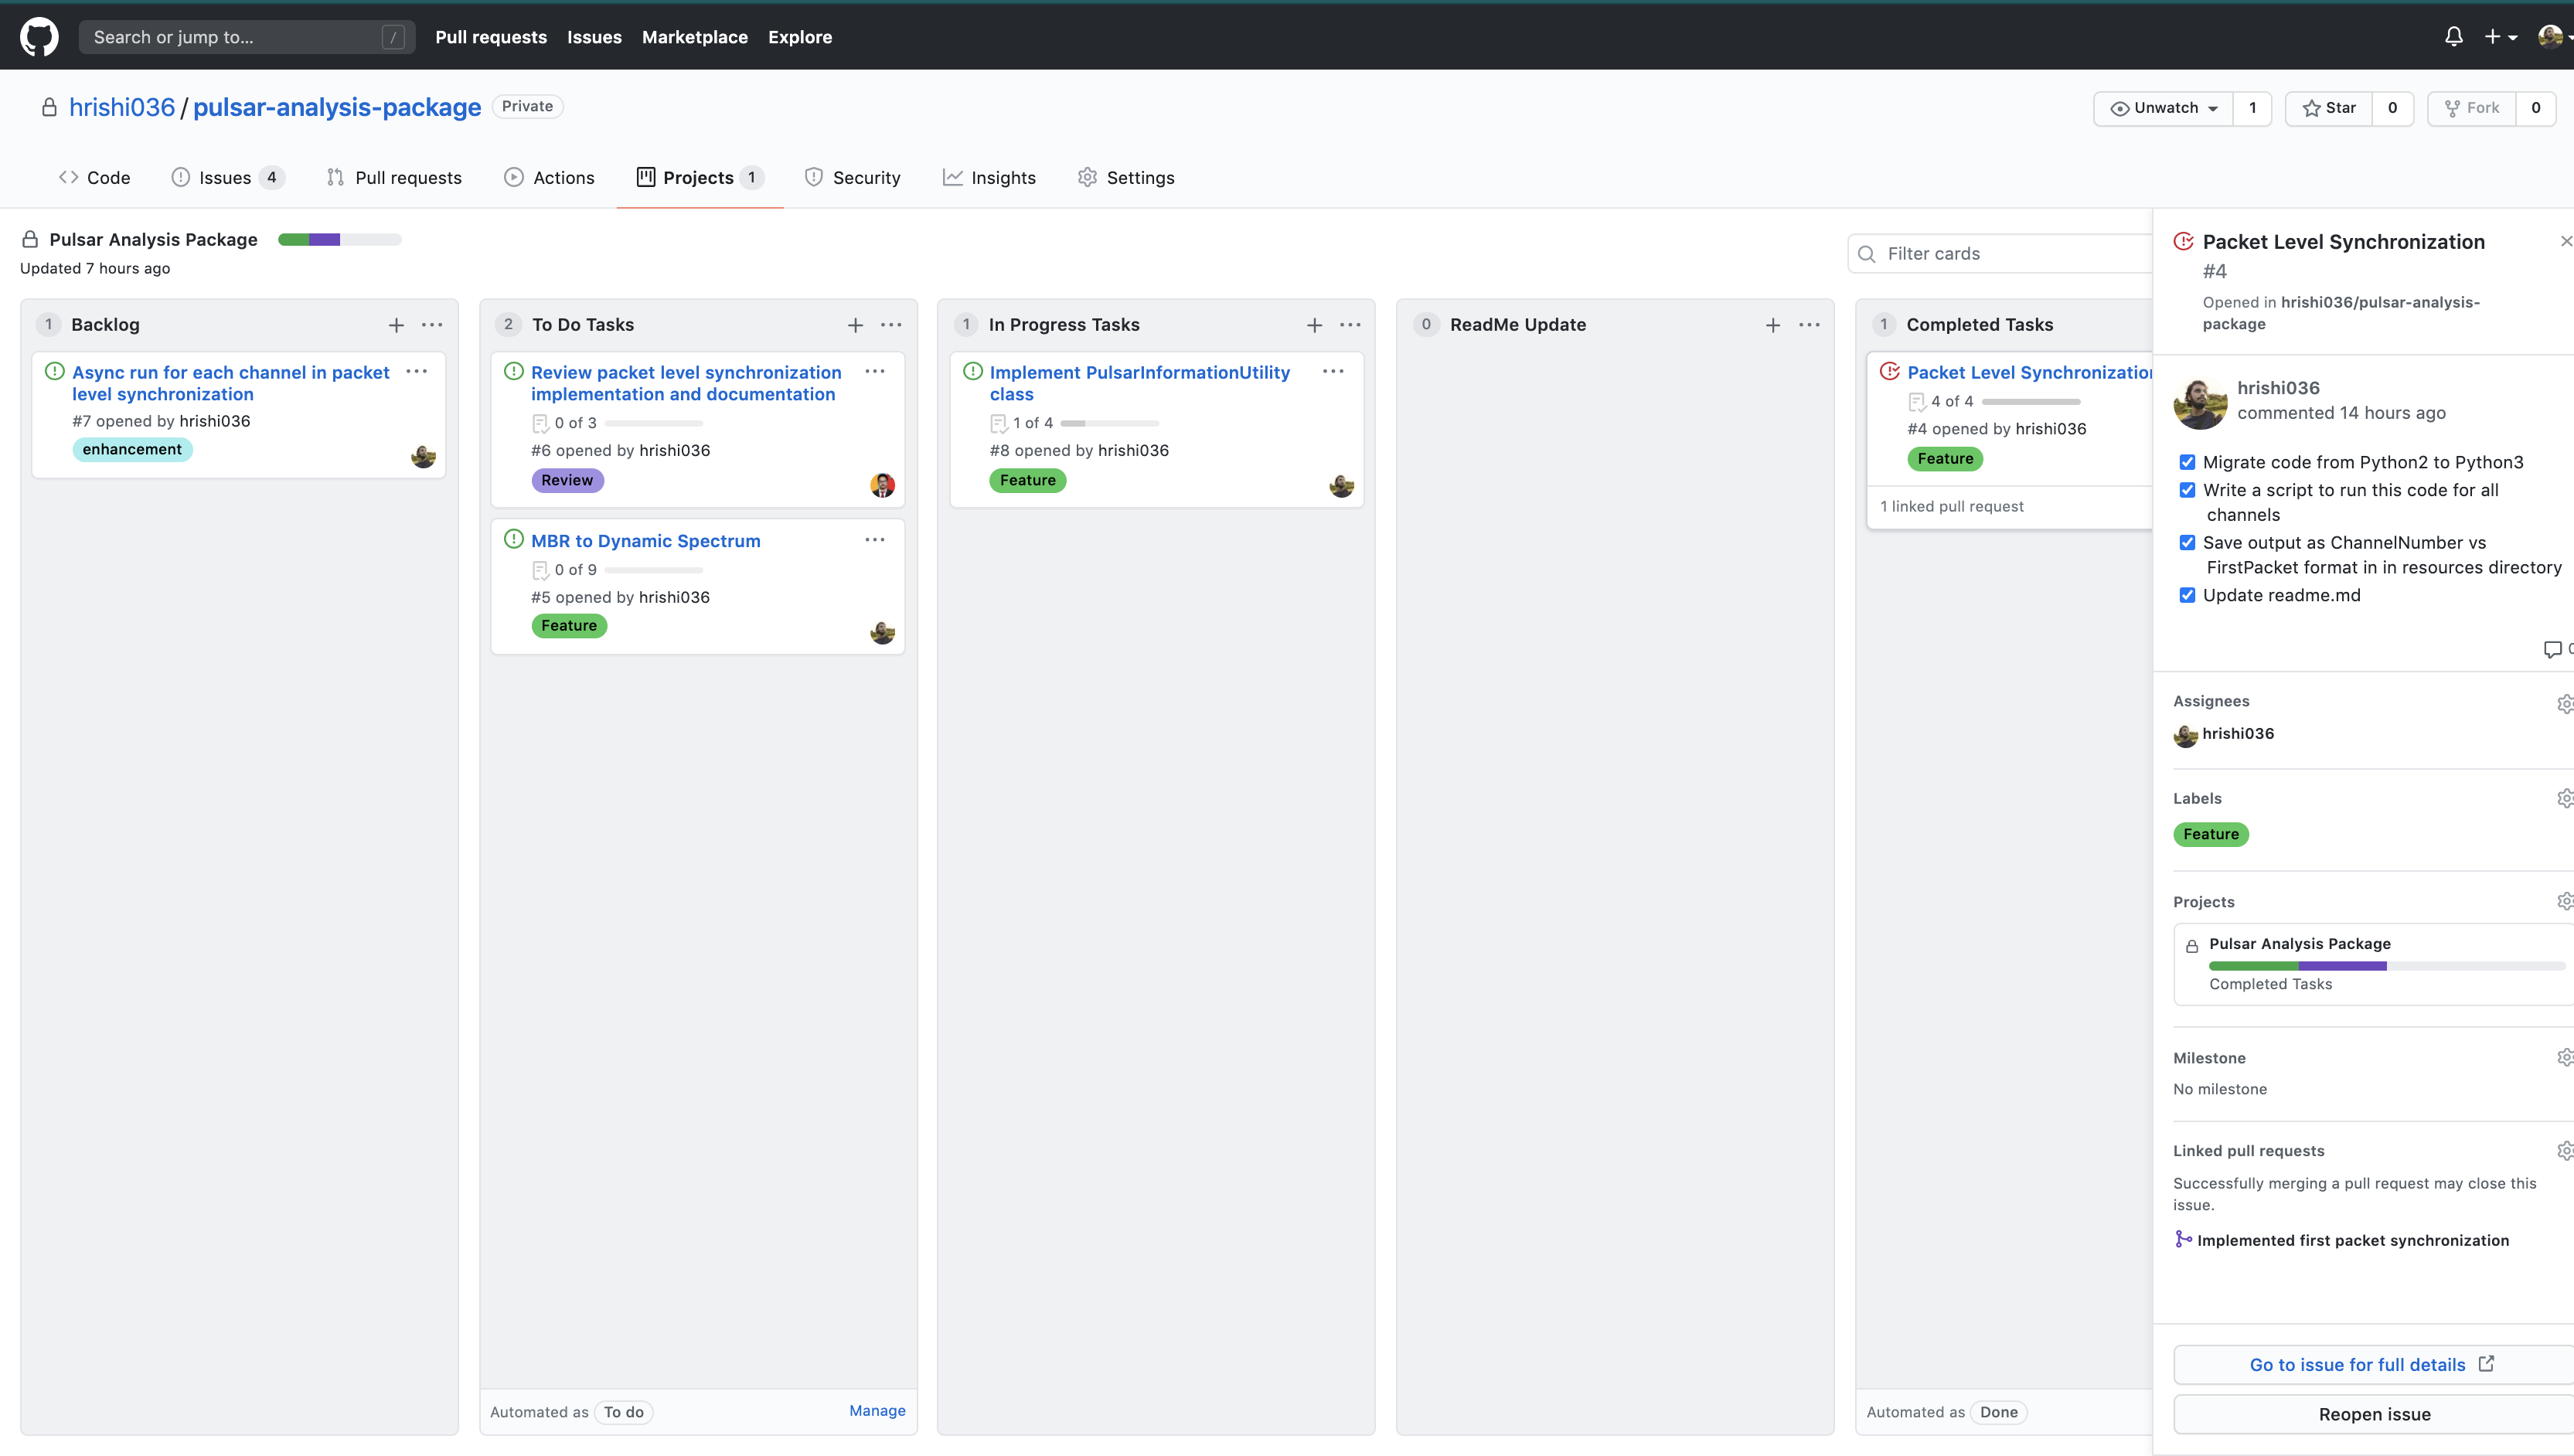 Search or jump to... /
Pull requests Issues Marketplace Explore
hrishi036 / pulsar-analysis-package Private
Unwatch 1 Star 0 Fork 0
Code Issues 4 Pull requests Actions Projects 1 Security Insights Settings
Pulsar Analysis Package
Updated 7 hours ago
Filter cards
1 Backlog
Async run for each channel in packet
level synchronization
#7 opened by hrishi036
enhancement
2 To Do Tasks
Review packet level synchronization
implementation and documentation
0 of 3
#6 opened by hrishi036
Review
MBR to Dynamic Spectrum
0 of 9
#5 opened by hrishi036
Feature
Automated as To do Manage
1 In Progress Tasks
Implement PulsarInformationUtility
class
1 of 4
#8 opened by hrishi036
Feature
0 ReadMe Update
1 Completed Tasks
Packet Level Synchronization
4 of 4
#4 opened by hrishi036
Feature
1 linked pull request
Automated as Done
Packet Level Synchronization
#4
Opened in hrishi036/pulsar-analysis-
package
hrishi036
commented 14 hours ago
Migrate code from Python2 to Python3
Write a script to run this code for all
channels
Save output as ChannelNumber vs
FirstPacket format in in resources directory
Update readme.md
Assignees
hrishi036
Labels
Feature
Projects
Pulsar Analysis Package
Completed Tasks
Milestone
No milestone
Linked pull requests
Successfully merging a pull request may close this
issue.
Implemented first packet synchronization
Go to issue for full details
Reopen issue